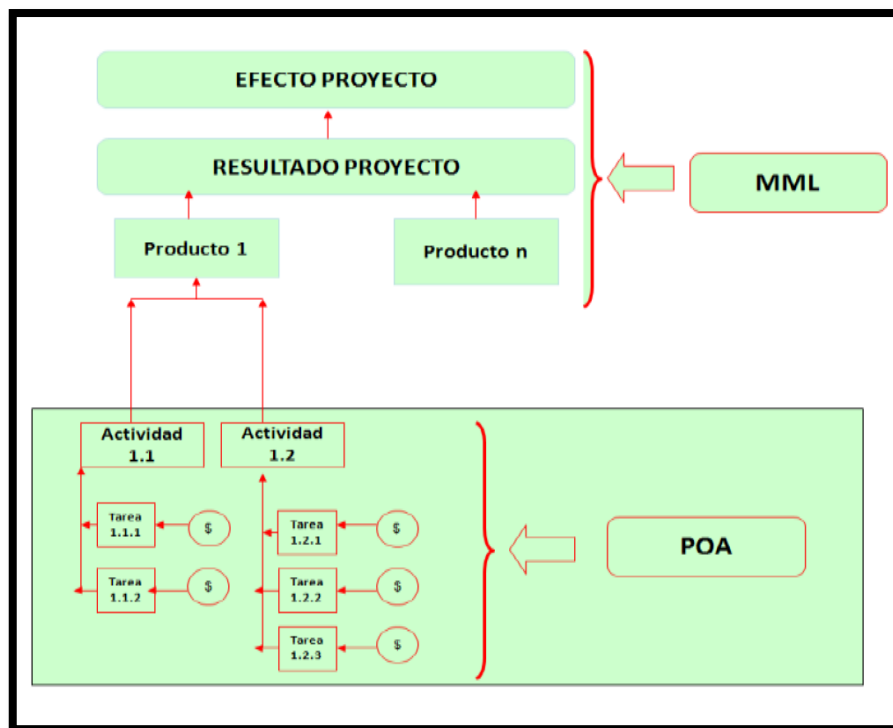 EFECTO PROYECTO
RESULTADO PROYECTO
MML
Producto 1
Producto n
Actividad
1.1
Actividad
1.2
Tarea
1.1.1
$
Tarea
1.2.1
$
POA
Tarea
1.1.2
$
Tarea
1.2.2
$
Tarea
1.2.3
$